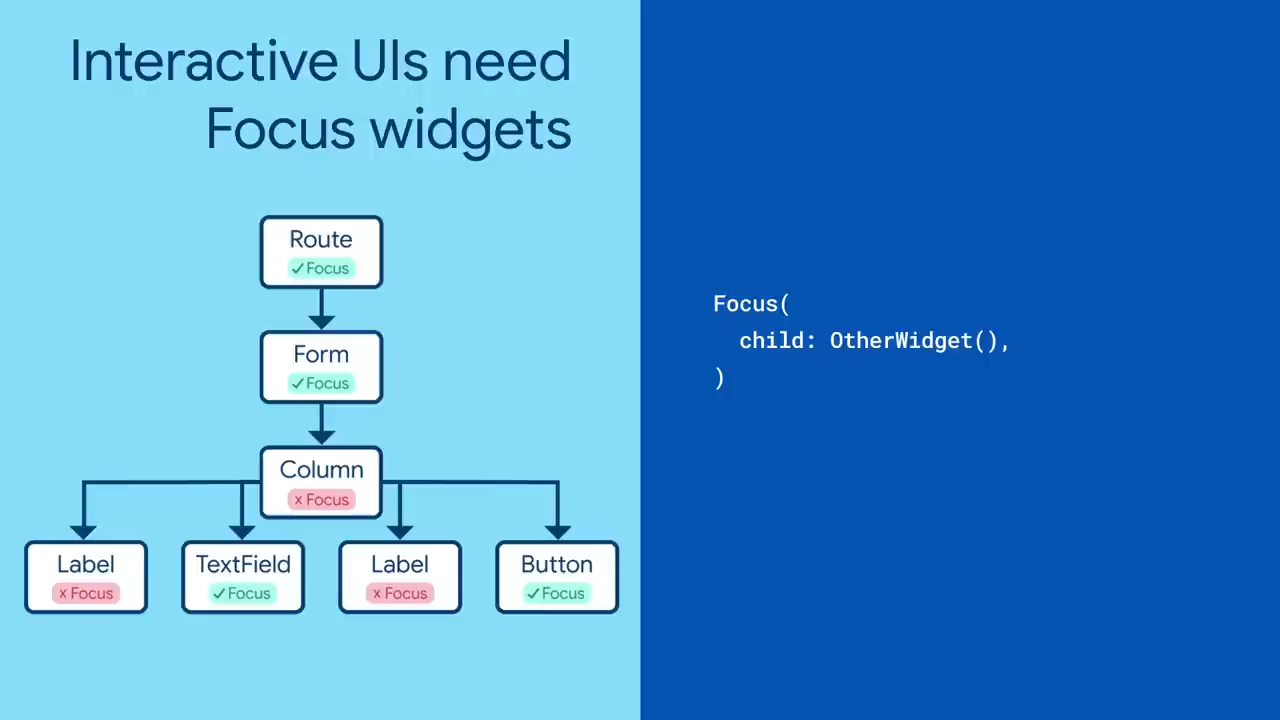 Interactive UIs need
Focus widgets
Route
✓ Focus
Form
✓ Focus
Column
x Focus
Label
x Focus
TextField
✓ Focus
Label
x Focus
Button
✓ Focus
Focus(
  child: OtherWidget(),
)